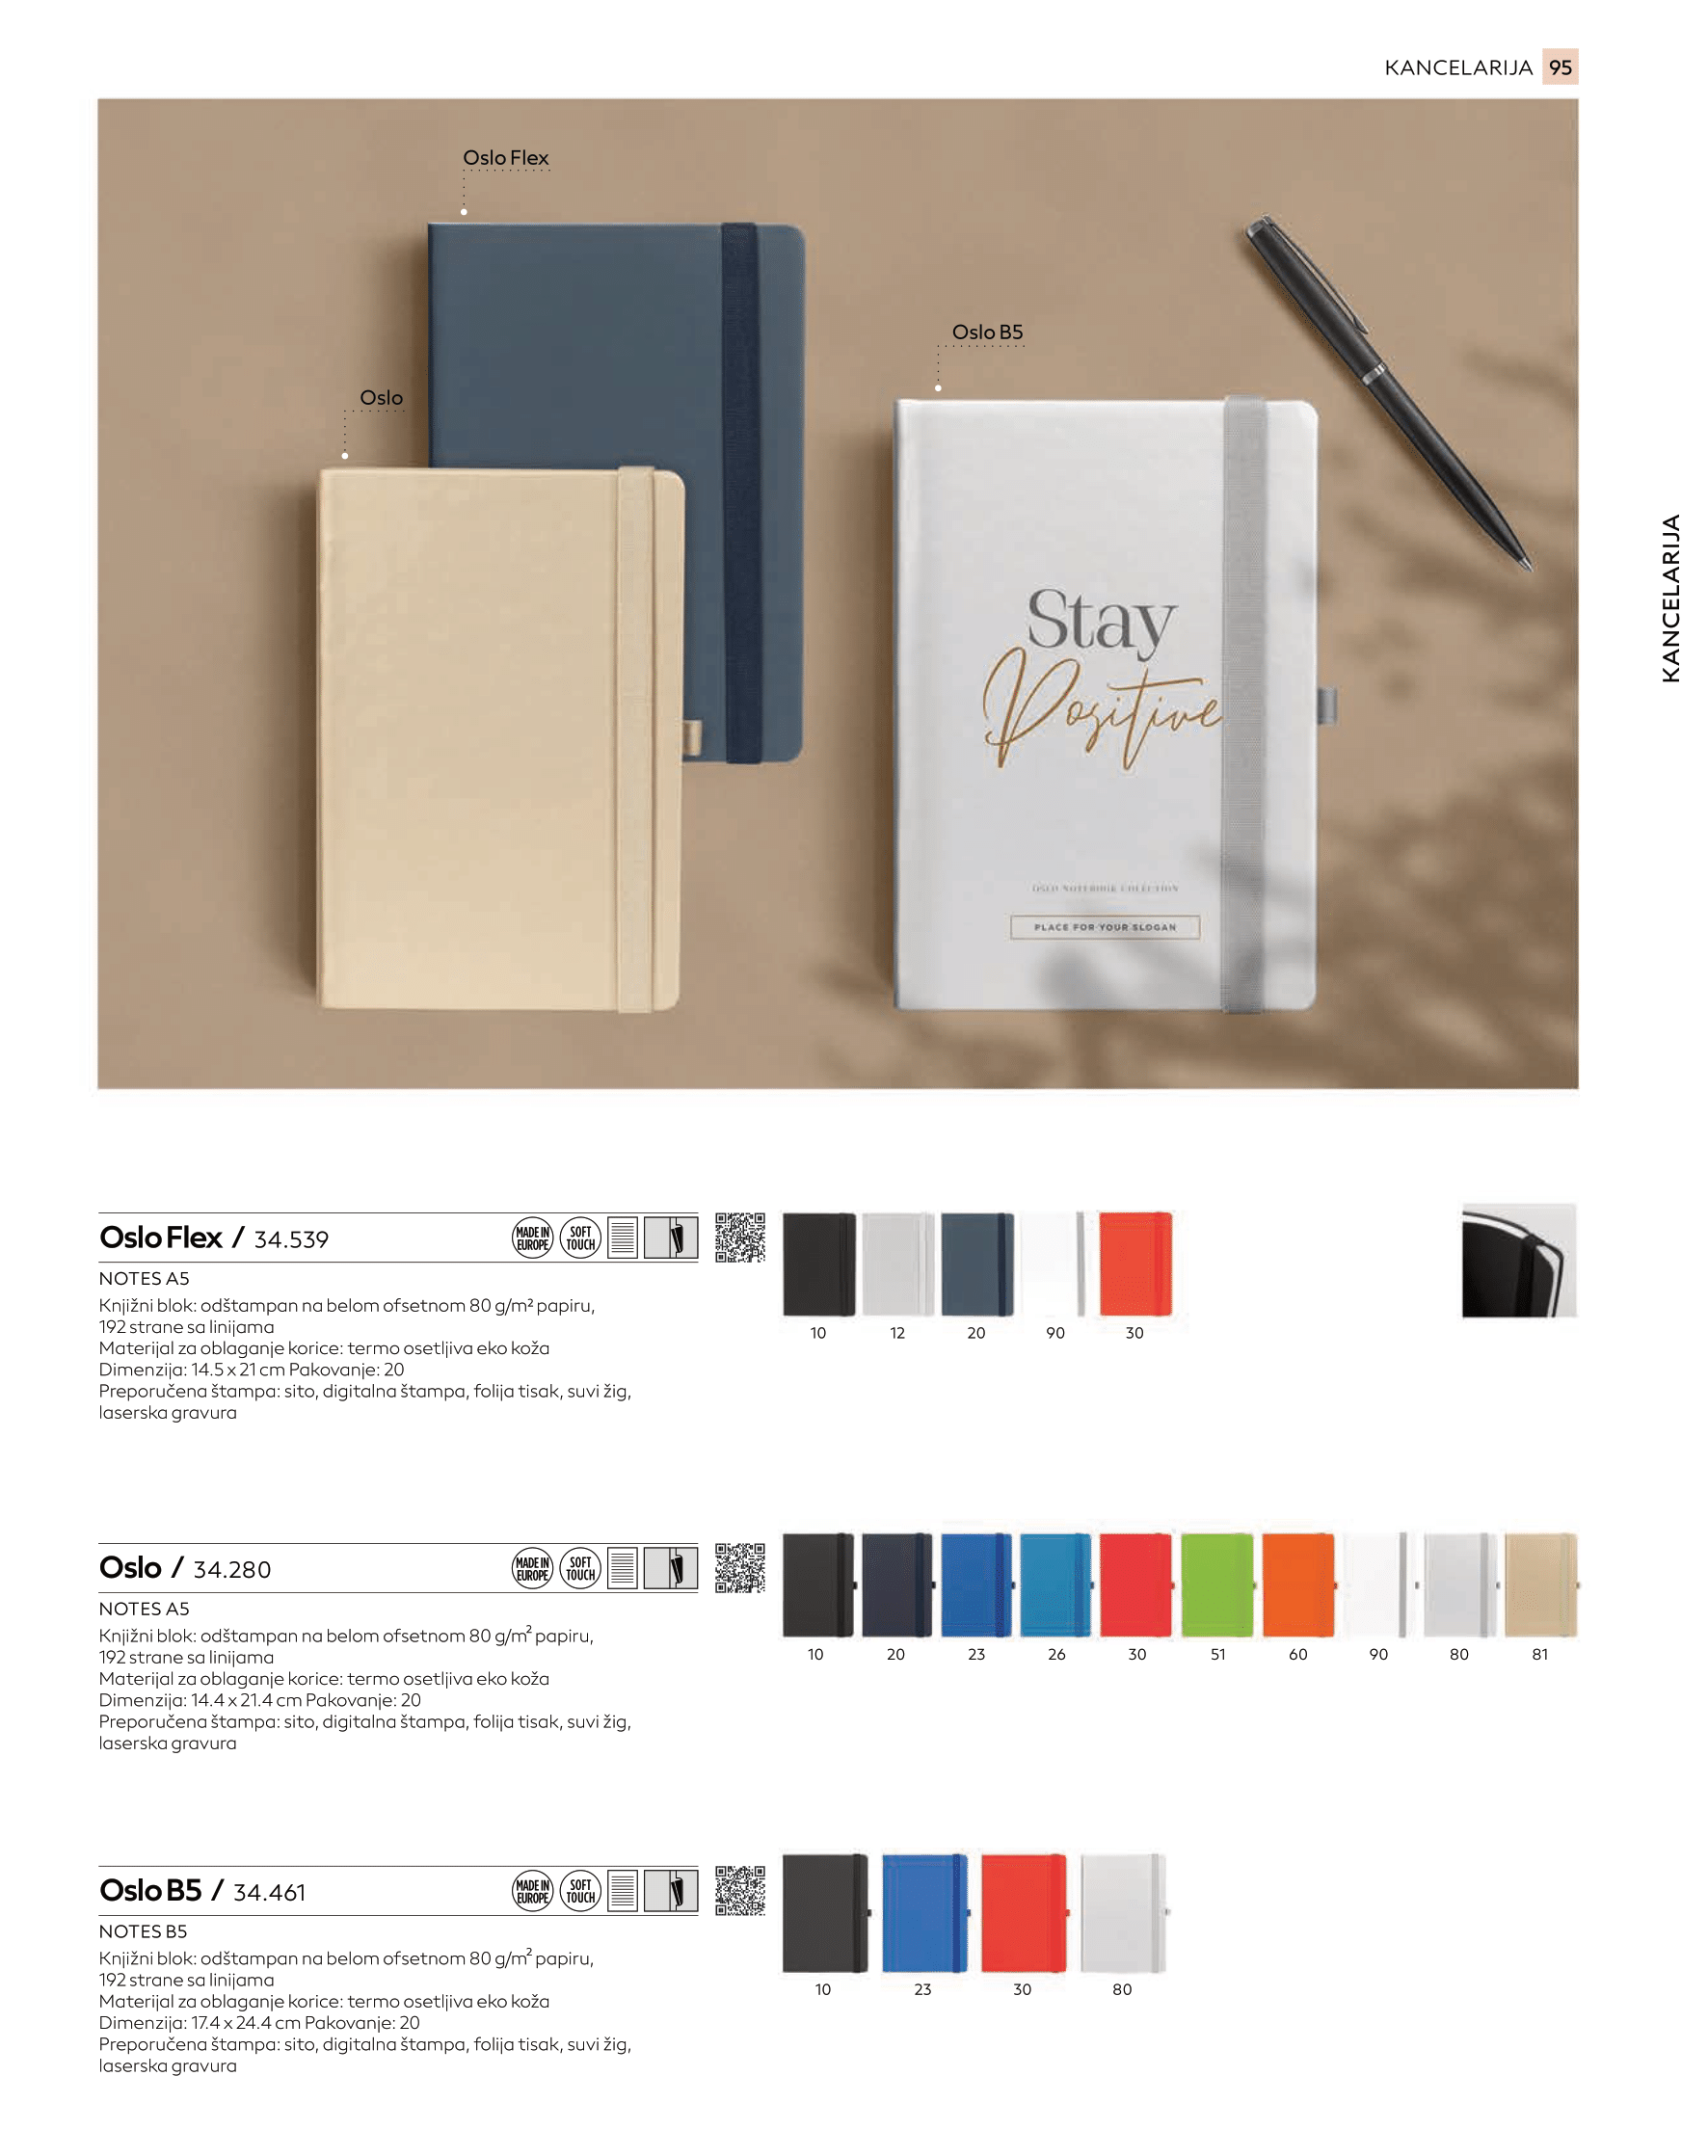 KANCELARIJA 95
Oslo Flex
Oslo B5
Oslo
KANCELARIJA
Stay
Positive
OSLO NOTEBOOK COLECTION
PLACE FOR YOUR SLOGAN
Oslo Flex / 34.539
MADE IN EUROPE
SOFT TOUCH
NOTES A5
Knjižni blok: odštampan na belom ofsetnom 80 g/m² papiru,
192 strane sa linijama
Materijal za oblaganje korice: termo osetljiva eko koža
Dimenzija: 14.5 x 21 cm Pakovanje: 20
Preporučena štampa: sito, digitalna štampa, folija tisak, suvi žig,
laserska gravura
10 12 20 90 30
Oslo / 34.280
MADE IN EUROPE
SOFT TOUCH
NOTES A5
Knjižni blok: odštampan na belom ofsetnom 80 g/m² papiru,
192 strane sa linijama
Materijal za oblaganje korice: termo osetljiva eko koža
Dimenzija: 14.4 x 21.4 cm Pakovanje: 20
Preporučena štampa: sito, digitalna štampa, folija tisak, suvi žig,
laserska gravura
10 20 23 26 30 51 60 90 80 81
Oslo B5 / 34.461
MADE IN EUROPE
SOFT TOUCH
NOTES B5
Knjižni blok: odštampan na belom ofsetnom 80 g/m² papiru,
192 strane sa linijama
Materijal za oblaganje korice: termo osetljiva eko koža
Dimenzija: 17.4 x 24.4 cm Pakovanje: 20
Preporučena štampa: sito, digitalna štampa, folija tisak, suvi žig,
laserska gravura
10 23 30 80